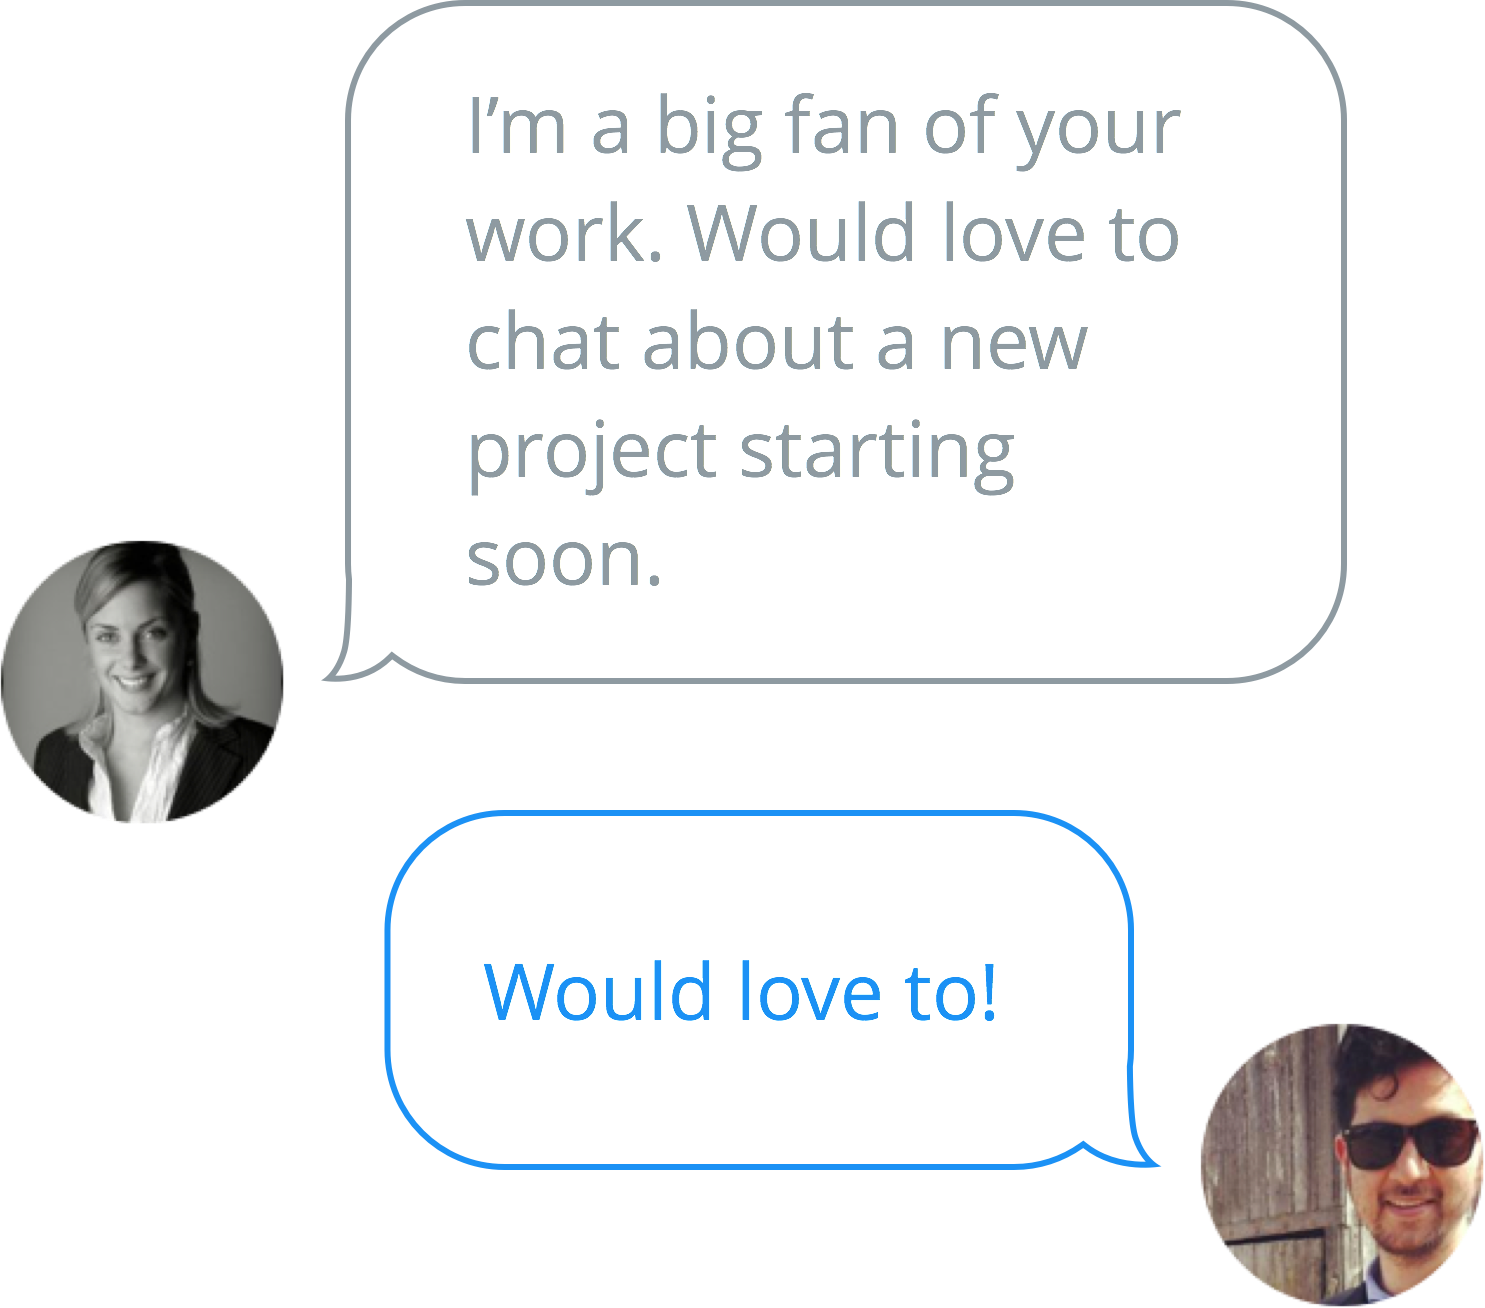 I’m a big fan of your
work. Would love to
chat about a new
project starting
soon.
Would love to!